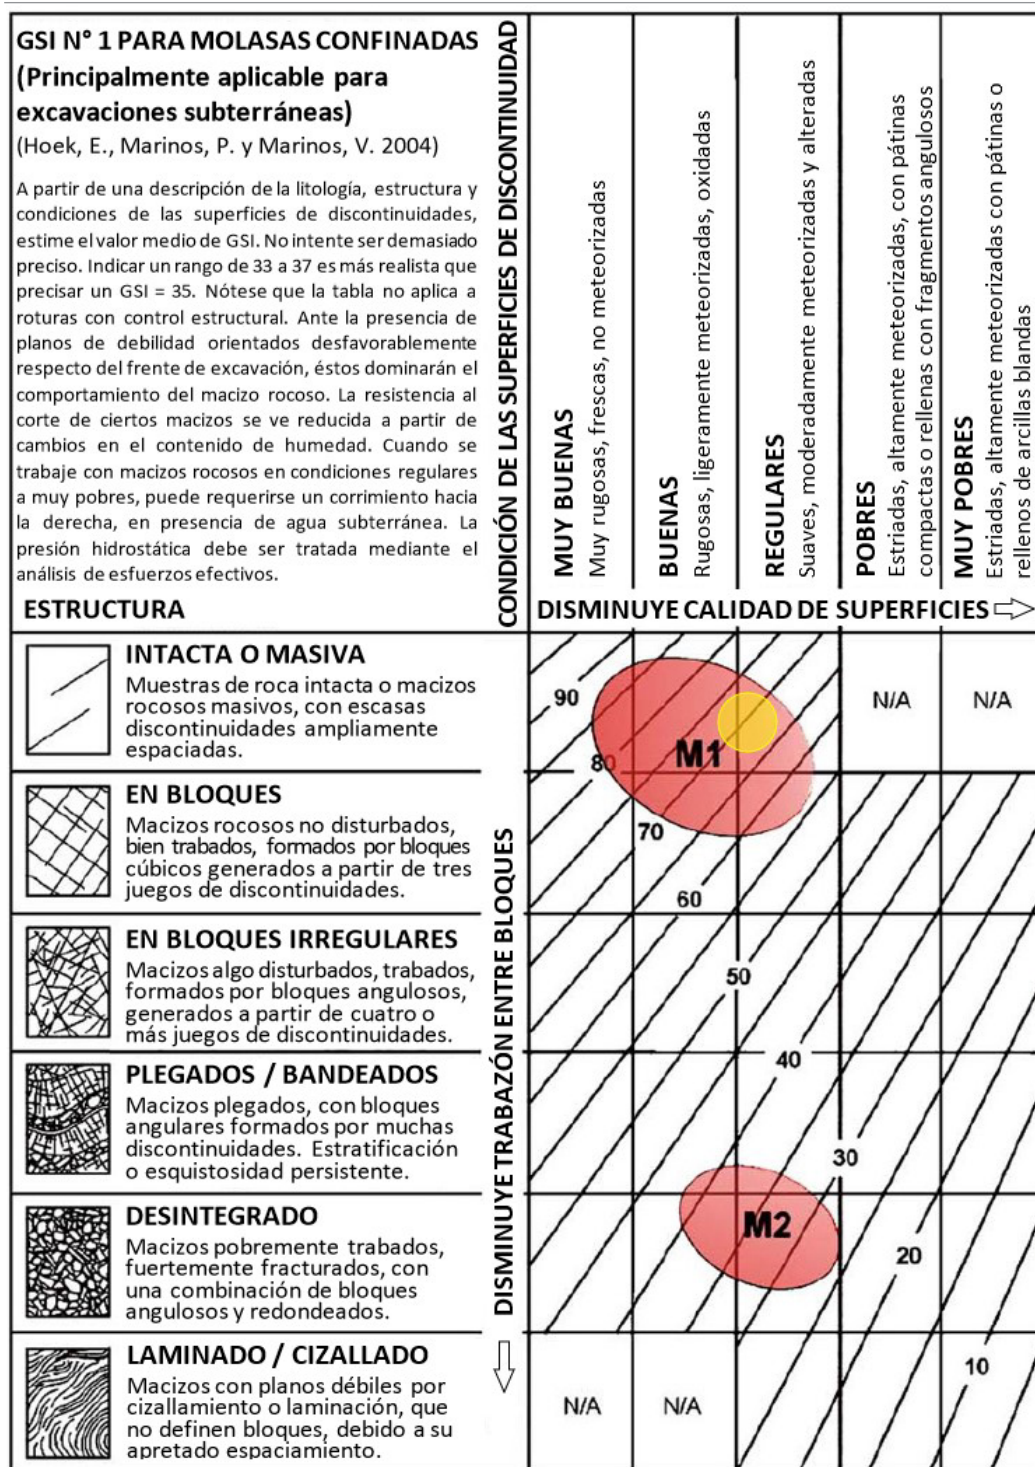 GSI N° 1 PARA MOLASAS CONFINADAS
(Principalmente aplicable para
excavaciones subterráneas)
(Hoek, E., Marinos, P. y Marinos, V. 2004)
A partir de una descripción de la litología, estructura y
condiciones de las superficies de discontinuidades,
estime el valor medio de GSI. No intente ser demasiado
preciso. Indicar un rango de 33 a 37 es más realista que
precisar un GSI = 35. Nótese que la tabla no aplica a
roturas con control estructural. Ante la presencia de
planos de debilidad orientados desfavorablemente
respecto del frente de excavación, éstos dominarán el
comportamiento del macizo rocoso. La resistencia al
corte de ciertos macizos se ve reducida a partir de
cambios en el contenido de humedad. Cuando se
trabaje con macizos rocosos en condiciones regulares
a muy pobres, puede requerirse un corrimiento hacia
la derecha, en presencia de agua subterránea. La
presión hidrostática debe ser tratada mediante el
análisis de esfuerzos efectivos.
ESTRUCTURA
CONDICIÓN DE LAS SUPERFICIES DE DISCONTINUIDAD
MUY BUENAS
Muy rugosas, frescas, no meteorizadas
BUENAS
Rugosas, ligeramente meteorizadas, oxidadas
REGULARES
Suaves, moderadamente meteorizadas y alteradas
POBRES
Estriadas, altamente meteorizadas, con pátinas
compactas o rellenas con fragmentos angulosos
MUY POBRES
Estriadas, altamente meteorizadas con pátinas o
rellenos de arcillas blandas
DISMINUYE CALIDAD DE SUPERFICIES
INTACTA O MASIVA
Muestras de roca intacta o macizos
rocosos masivos, con escasas
discontinuidades ampliamente
espaciadas.
EN BLOQUES
Macizos rocosos no disturbados,
bien trabados, formados por bloques
cúbicos generados a partir de tres
juegos de discontinuidades.
EN BLOQUES IRREGULARES
Macizos algo disturbados, trabados,
formados por bloques angulosos,
generados a partir de cuatro o
más juegos de discontinuidades.
PLEGADOS / BANDEADOS
Macizos plegados, con bloques
angulares formados por muchas
discontinuidades. Estratificación
o esquistosidad persistente.
DESINTEGRADO
Macizos pobremente trabados,
fuertemente fracturados, con
una combinación de bloques
angulosos y redondeados.
LAMINADO / CIZALLADO
Macizos con planos débiles por
cizallamiento o laminación, que
no definen bloques, debido a su
apretado espaciamiento.
DISMINUYE TRABAZÓN ENTRE BLOQUES
90
N/A
N/A
M1
80
70
60
50
40
30
M2
20
10
N/A
N/A